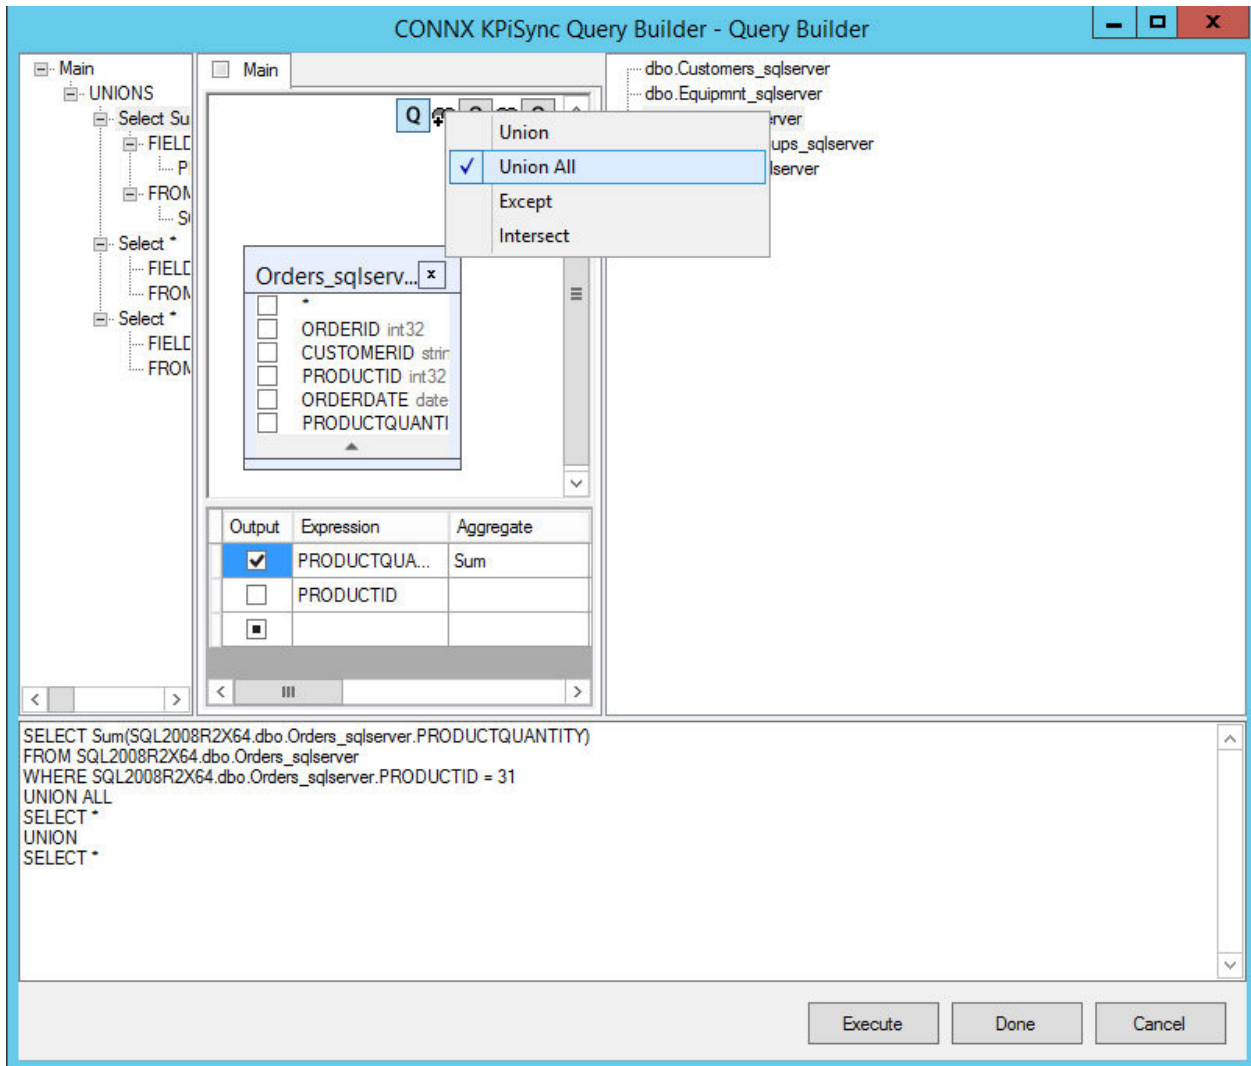 CONNX KPiSync Query Builder - Query Builder
Main
UNIONS
Select Su
FIELD
P
FROM
S
Select *
FIELD
FROM
Select *
FIELD
FROM
Main
Q
Union
Union All
Except
Intersect
Orders_sqlserv...
*
ORDERID int32
CUSTOMERID strin
PRODUCTID int32
ORDERDATE date
PRODUCTQUANTI
dbo.Customers_sqlserver
dbo.Equipmnt_sqlserver
erver
ups_sqlserver
lserver
Output Expression Aggregate
PRODUCTQUA... Sum
PRODUCTID
SELECT Sum(SQL2008R2X64.dbo.Orders_sqlserver.PRODUCTQUANTITY)
FROM SQL2008R2X64.dbo.Orders_sqlserver
WHERE SQL2008R2X64.dbo.Orders_sqlserver.PRODUCTID = 31
UNION ALL
SELECT *
UNION
SELECT *
Execute Done Cancel